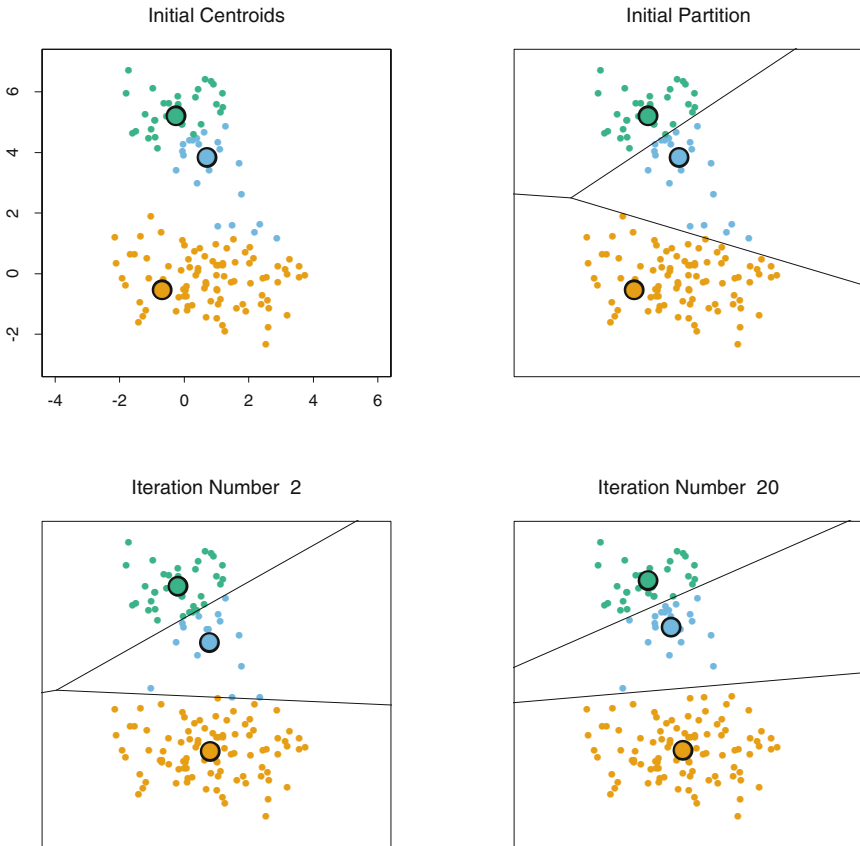 Initial Centroids
Initial Partition
6
4
2
0
-2
-4 -2 0 2 4 6
Iteration Number 2
Iteration Number 20